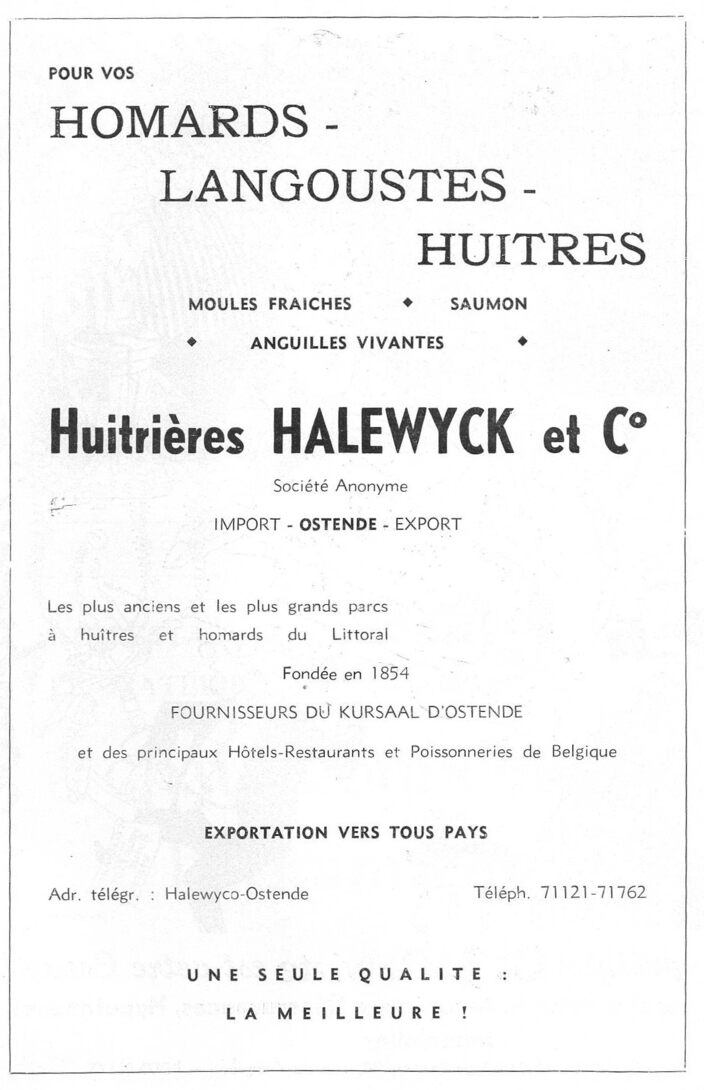 POUR VOS
HOMARDS -
LANGOUSTES -
HUITRES
MOULES FRAICHES ◆ SAUMON
◆ ANGUILLES VIVANTES ◆
Huitrières HALEWYCK et C°
Société Anonyme
IMPORT - OSTENDE - EXPORT
Les plus anciens et les plus grands parcs
à huîtres et homards du Littoral
Fondée en 1854
FOURNISSEURS DU KURSAAL D'OSTENDE
et des principaux Hôtels-Restaurants et Poissonneries de Belgique
EXPORTATION VERS TOUS PAYS
Adr. télégr. : Halewyco-Ostende Téléph. 71121-71762
UNE SEULE QUALITE :
LA MEILLEURE !